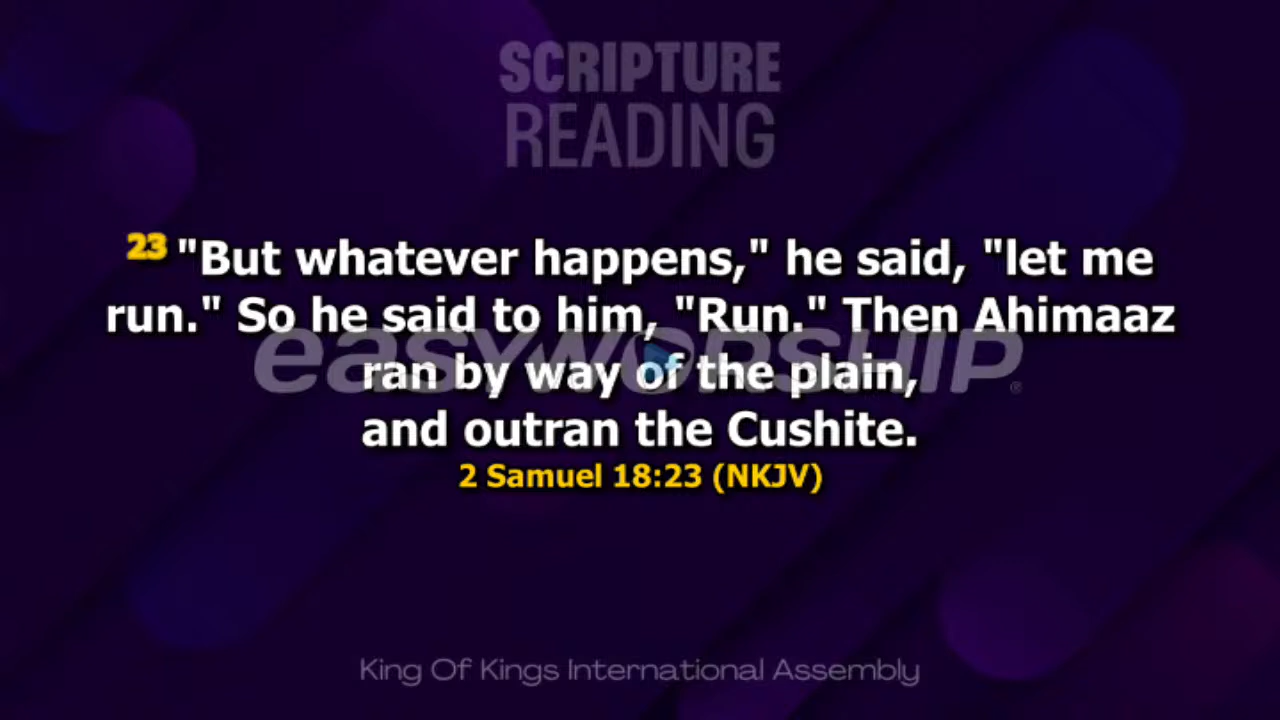 SCRIPTURE
READING
23 "But whatever happens," he said, "let me
run." So he said to him, "Run." Then Ahimaaz
ran by way of the plain,
and outran the Cushite.
easyworship®
2 Samuel 18:23 (NKJV)
King Of Kings International Assembly